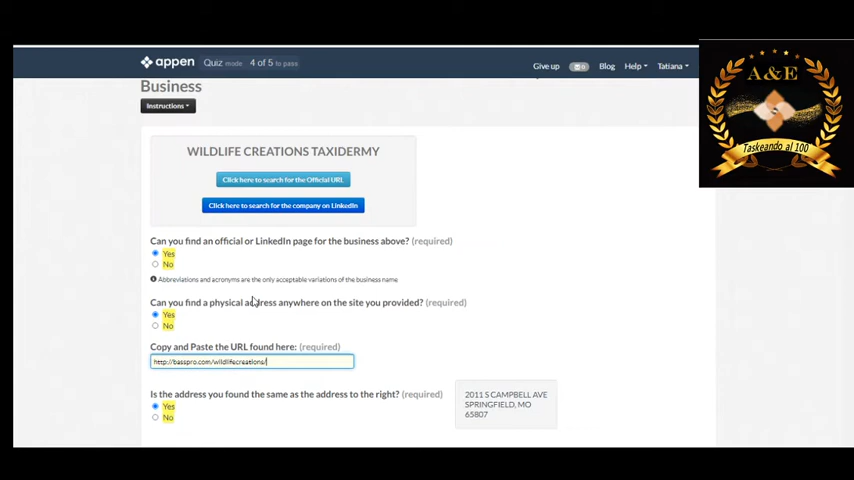 appen Quiz mode 4 of 5 to pass Give up Blog Help Tatiana
Business
Instructions
A&E
Taskeando al 100
WILDLIFE CREATIONS TAXIDERMY
Click here to search for the Official URL
Click here to search for the company on LinkedIn
Can you find an official or LinkedIn page for the business above? (required)
Yes
No
Abbreviations and acronyms are the only acceptable variations of the business name
Can you find a physical address anywhere on the site you provided? (required)
Yes
No
Copy and Paste the URL found here: (required)
http://basspro.com/wildlifecreations/
Is the address you found the same as the address to the right? (required)
Yes
No
2011 S CAMPBELL AVE
SPRINGFIELD, MO
65807